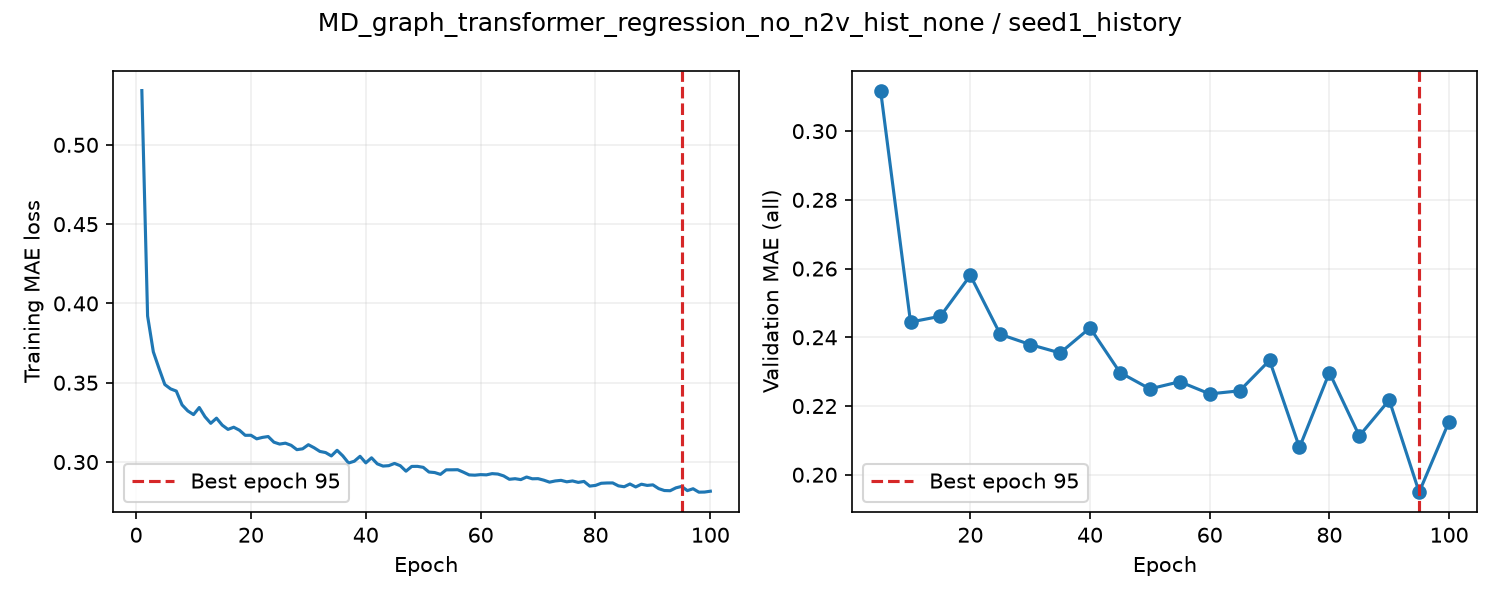 MD_graph_transformer_regression_no_n2v_hist_none / seed1_history
Training MAE loss
0.50
0.45
0.40
0.35
0.30
Best epoch 95
0 20 40 60 80 100
Epoch
Validation MAE (all)
0.30
0.28
0.26
0.24
0.22
0.20
Best epoch 95
20 40 60 80 100
Epoch